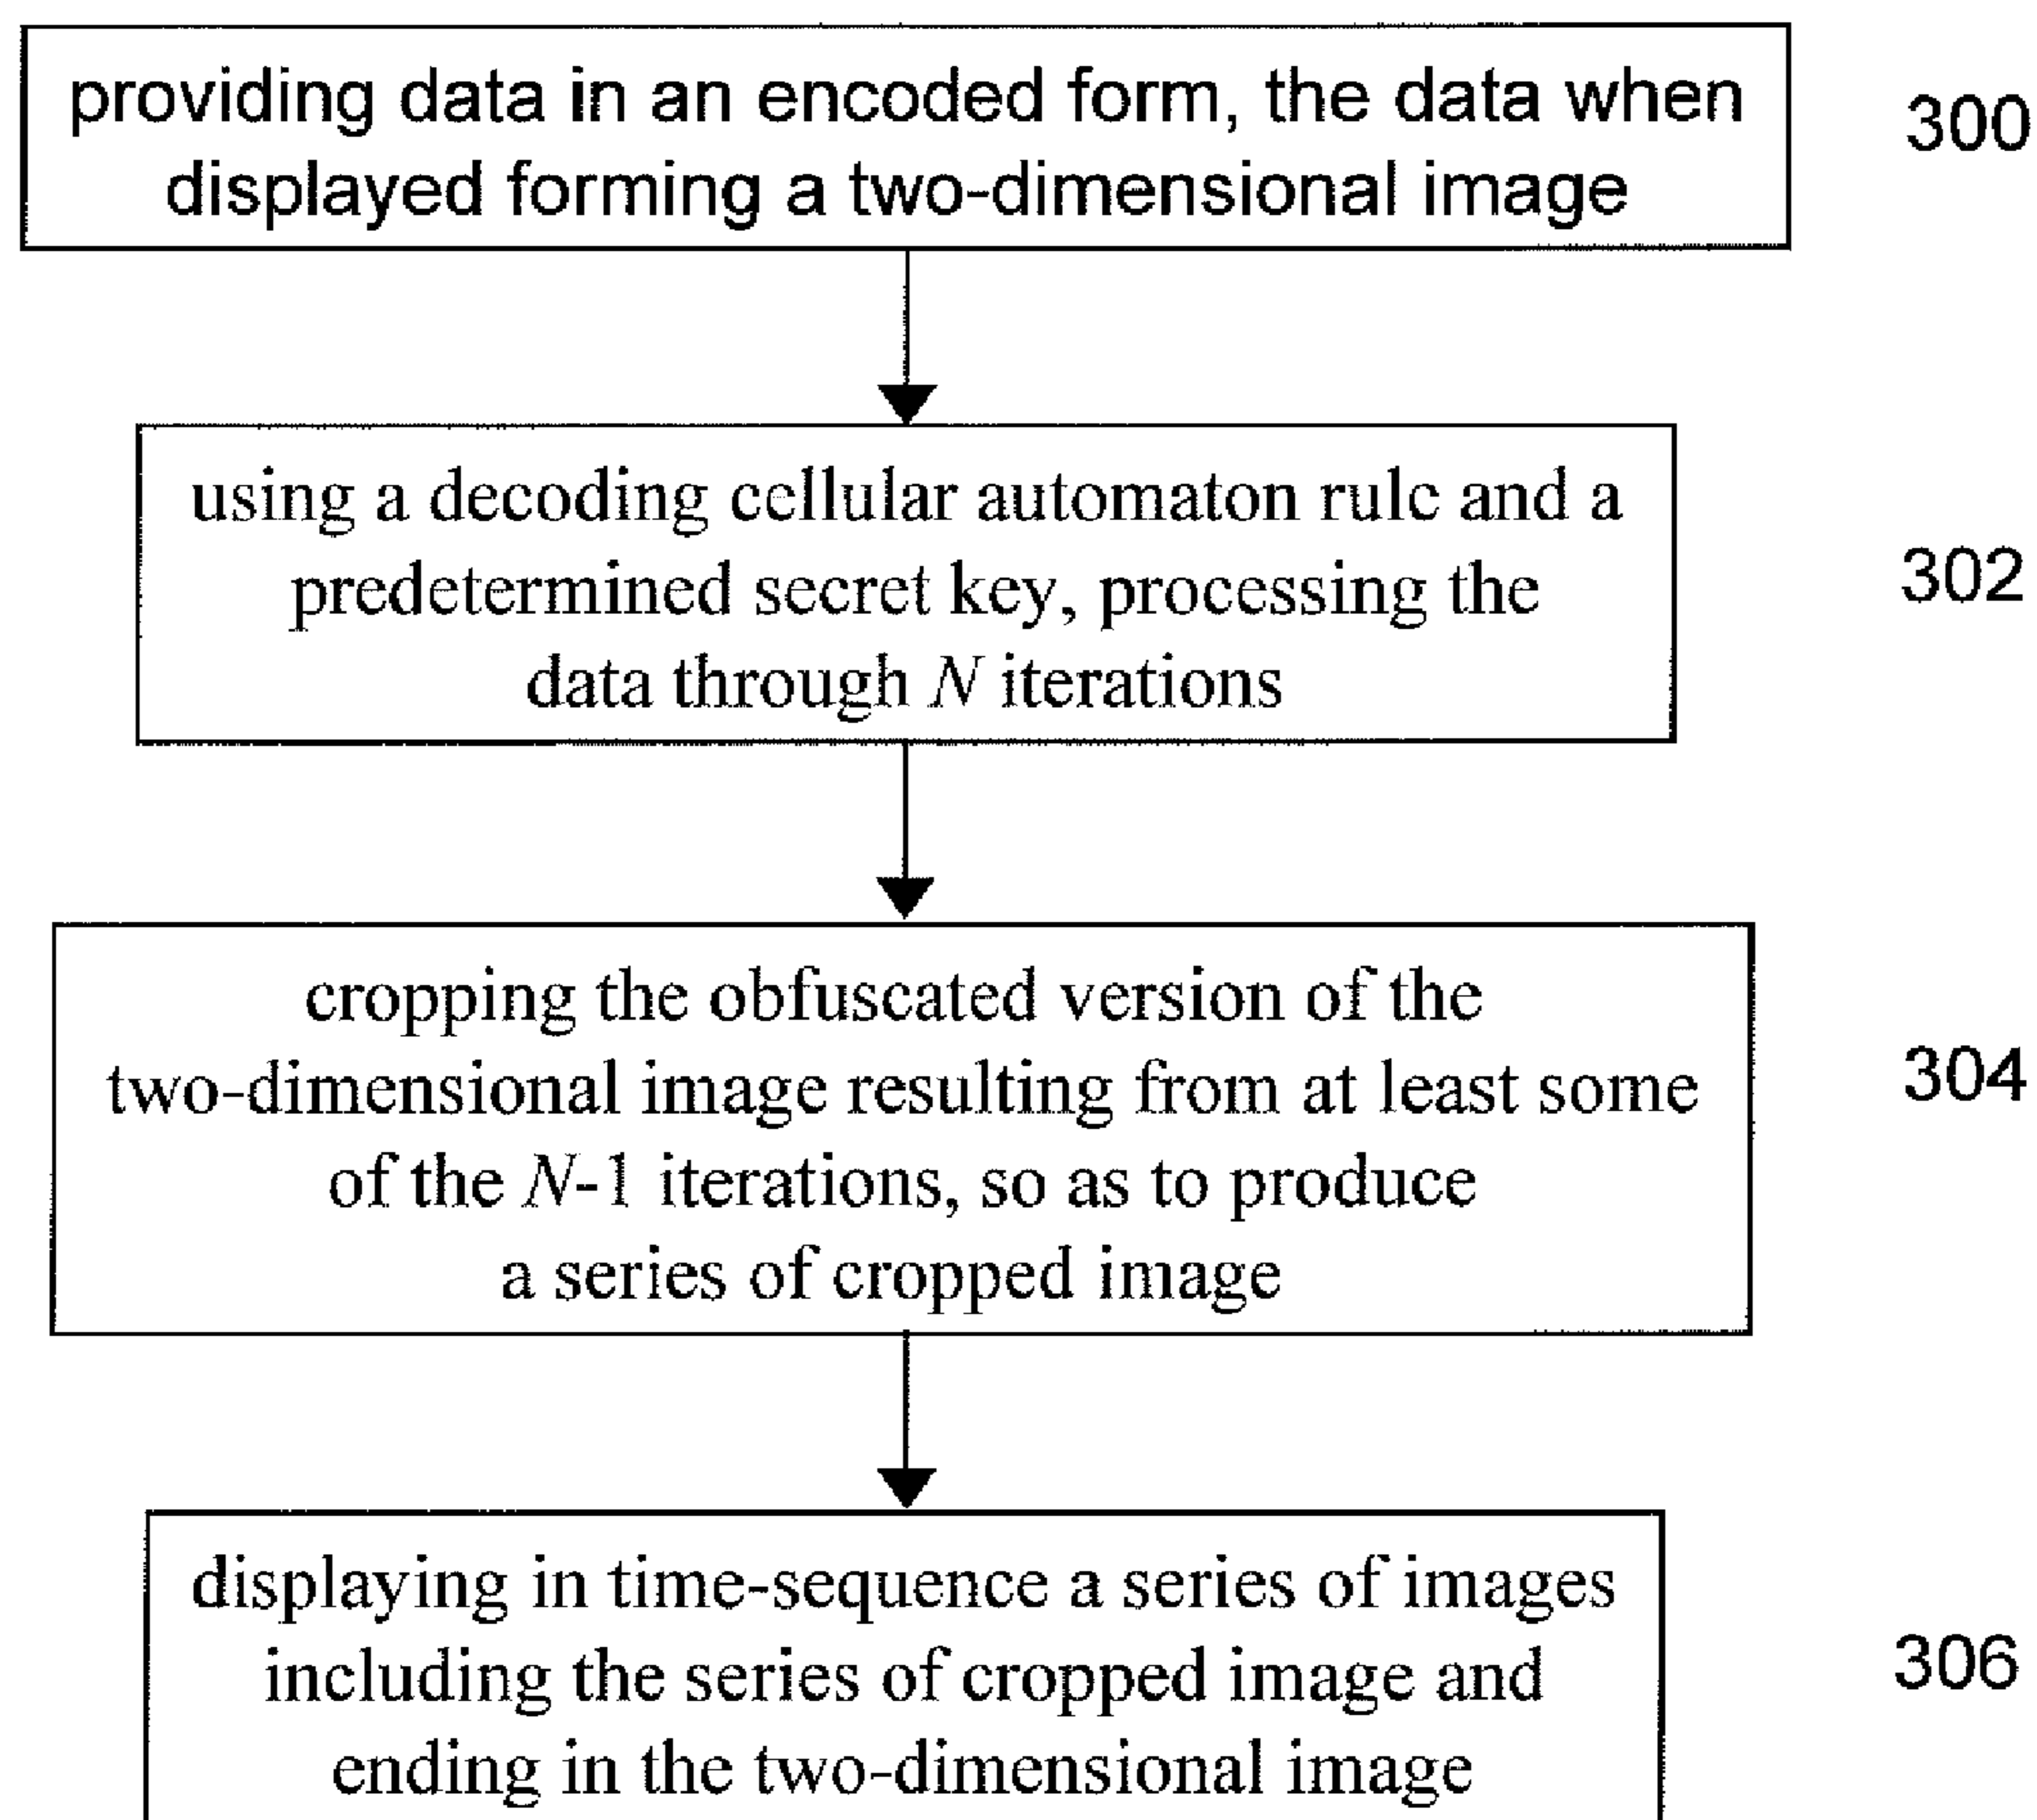 providing data in an encoded form, the data when
displayed forming a two-dimensional image
300
using a decoding cellular automaton rule and a
predetermined secret key, processing the
data through N iterations
302
cropping the obfuscated version of the
two-dimensional image resulting from at least some
of the N-1 iterations, so as to produce
a series of cropped image
304
displaying in time-sequence a series of images
including the series of cropped image and
ending in the two-dimensional image
306